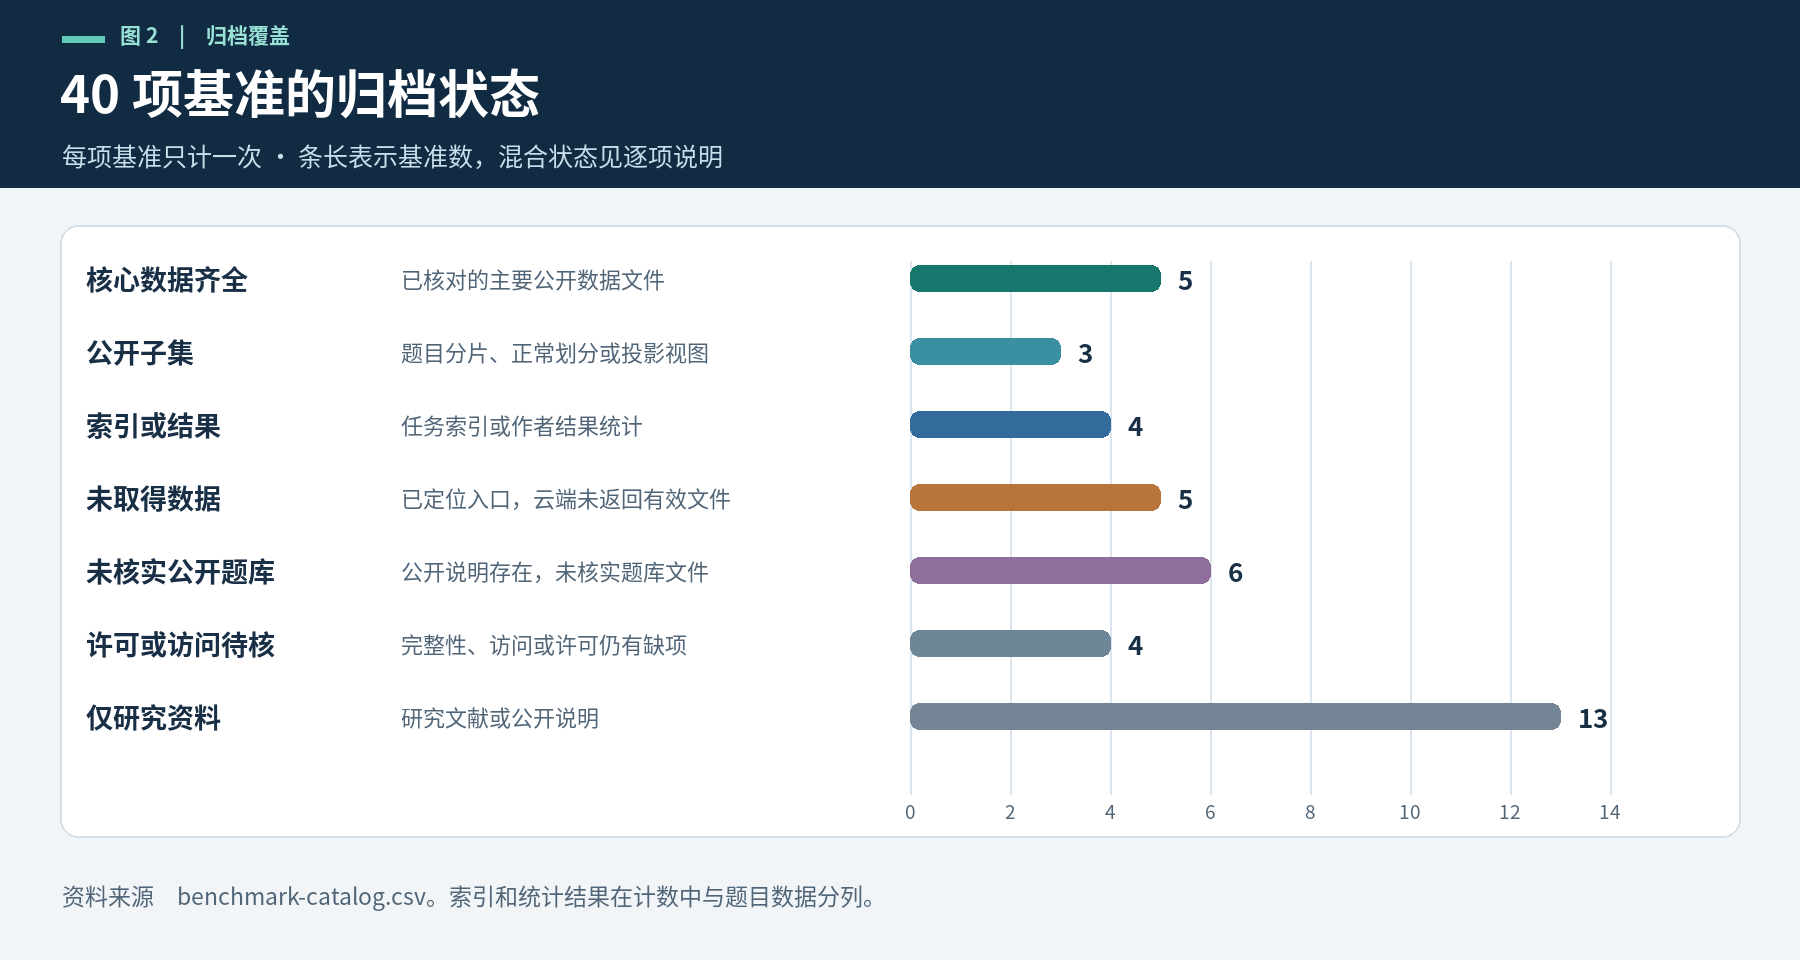 图 2 | 归档覆盖
40 项基准的归档状态
每项基准只计一次 · 条长表示基准数，混合状态见逐项说明
核心数据齐全 已核对的主要公开数据文件 5
公开子集 题目分片、正常划分或投影视图 3
索引或结果 任务索引或作者结果统计 4
未取得数据 已定位入口，云端未返回有效文件 5
未核实公开题库 公开说明存在，未核实题库文件 6
许可或访问待核 完整性、访问或许可仍有缺项 4
仅研究资料 研究文献或公开说明 13
0 2 4 6 8 10 12 14
资料来源 benchmark-catalog.csv。索引和统计结果在计数中与题目数据分列。